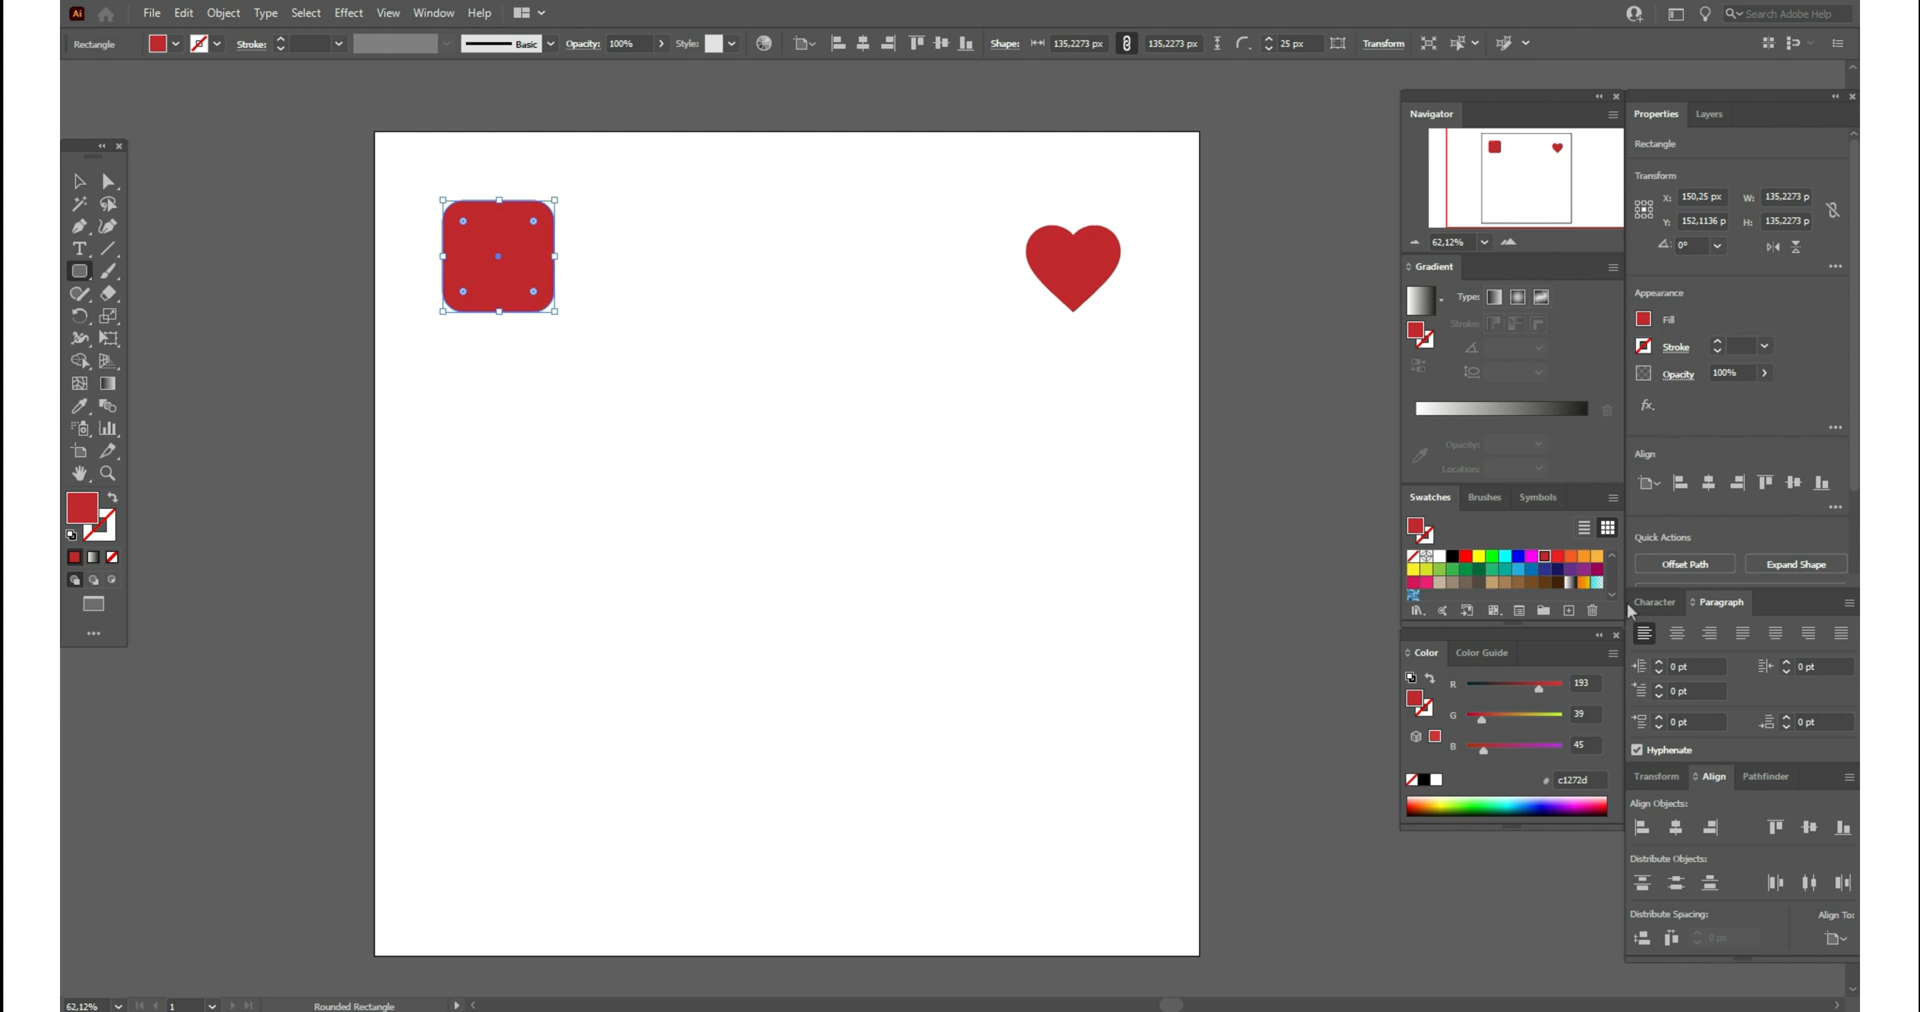 Ai File Edit Object Type Select Effect View Window Help Search Adobe Help
Rectangle Stroke: Basic Opacity: 100% Style: Shape: 135,2273 px 135,2273 px 25 px Transform
Navigator
62,12%
Gradient
Type:
Stroke:
Opacity:
Location:
Swatches Brushes Symbols
Color Color Guide
R 193
G 39
B 45
# c1272d
Properties Layers
Rectangle
Transform
X: 150,25 px W: 135,2273 p
Y: 152,1136 p H: 135,2273 p
0°
Appearance
Fill
Stroke
Opacity 100%
fx.
Align
Quick Actions
Offset Path Expand Shape
Character Paragraph
0 pt 0 pt
0 pt
0 pt 0 pt
Hyphenate
Transform Align Pathfinder
Align Objects:
Distribute Objects:
Distribute Spacing: Align To:
0 px
62,12% 1 Rounded Rectangle